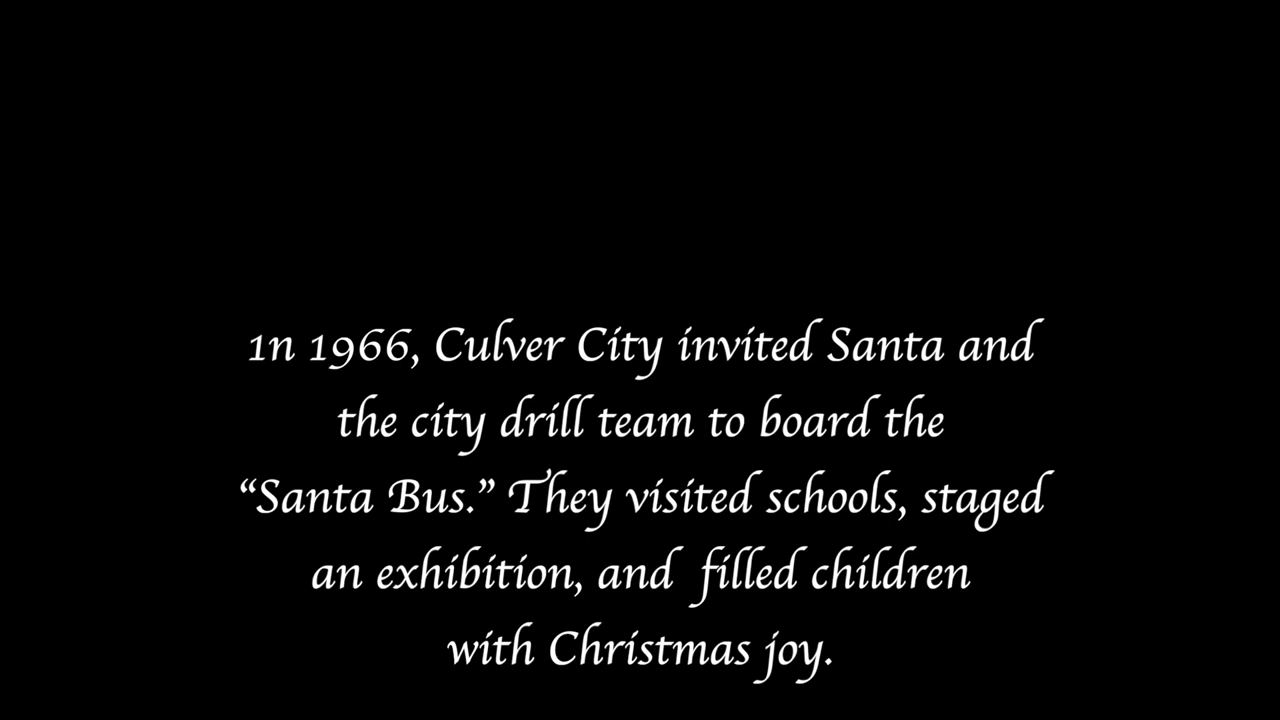 1n 1966, Culver City invited Santa and
the city drill team to board the
“Santa Bus.” They visited schools, staged
an exhibition, and  filled children
with Christmas joy.